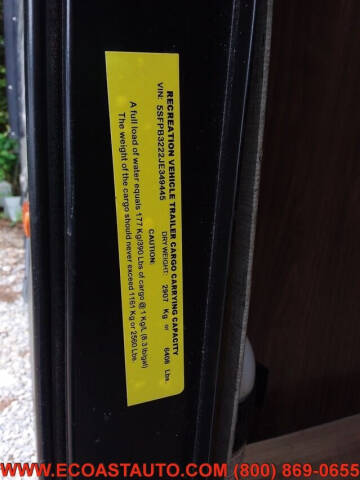 RECREATION VEHICLE TRAILER CARGO CARRYING CAPACITY
VIN: 5SFPB3222JE349445 DRY WEIGHT: 2907 Kg or 6408 Lbs.
CAUTION:
A full load of water equals 177 Kg/390 Lbs of cargo @ 1 Kg/L (8.3 lb/gal)
The weight of the cargo should never exceed 1161 Kg or 2560 Lbs.
WWW.ECOASTAUTO.COM (800) 869-0655